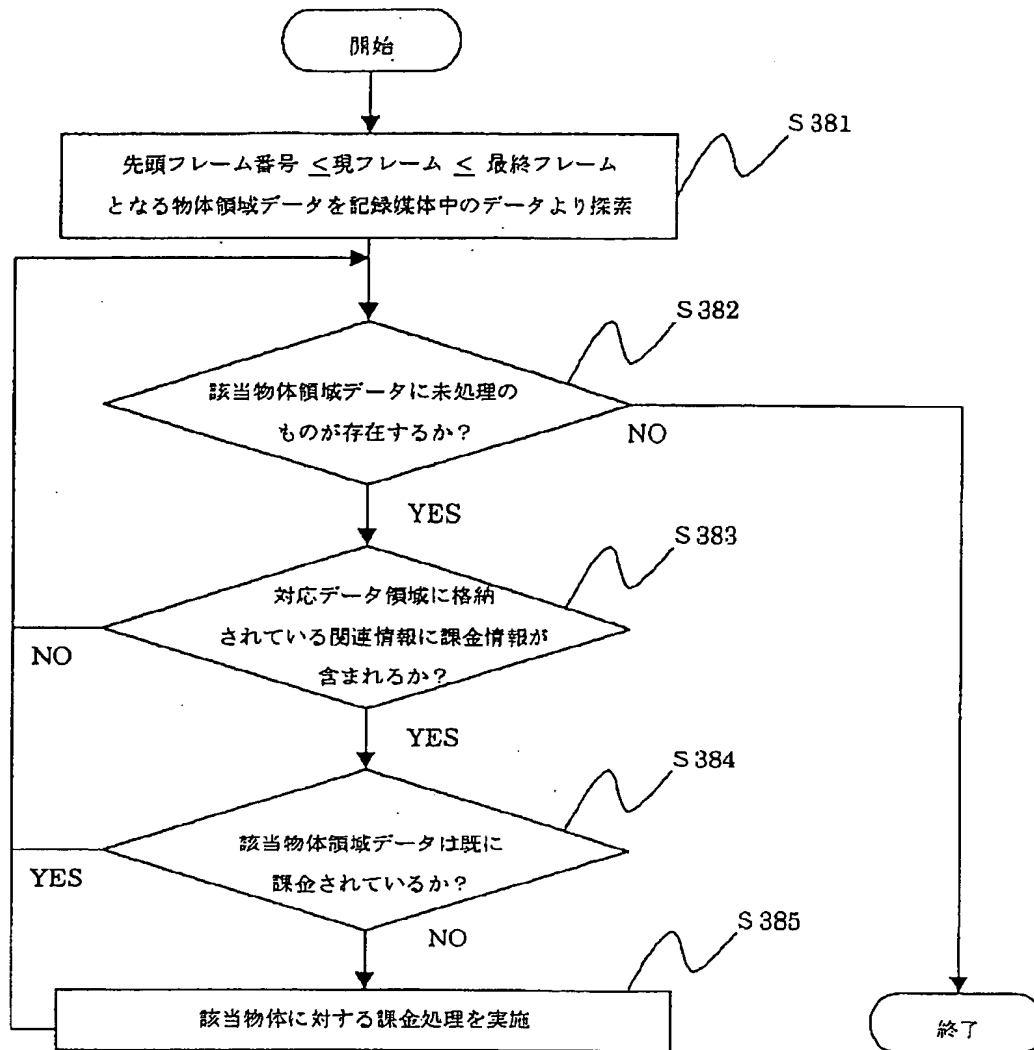 開始
S381
先頭フレーム番号 ≤現フレーム ≤ 最終フレーム
となる物体領域データを記録媒体中のデータより探索
S382
該当物体領域データに未処理の
ものが存在するか?
NO
YES
S383
対応データ領域に格納
されている関連情報に課金情報が
含まれるか?
NO
YES
S384
該当物体領域データは既に
課金されているか?
YES
NO
S385
該当物体に対する課金処理を実施
終了